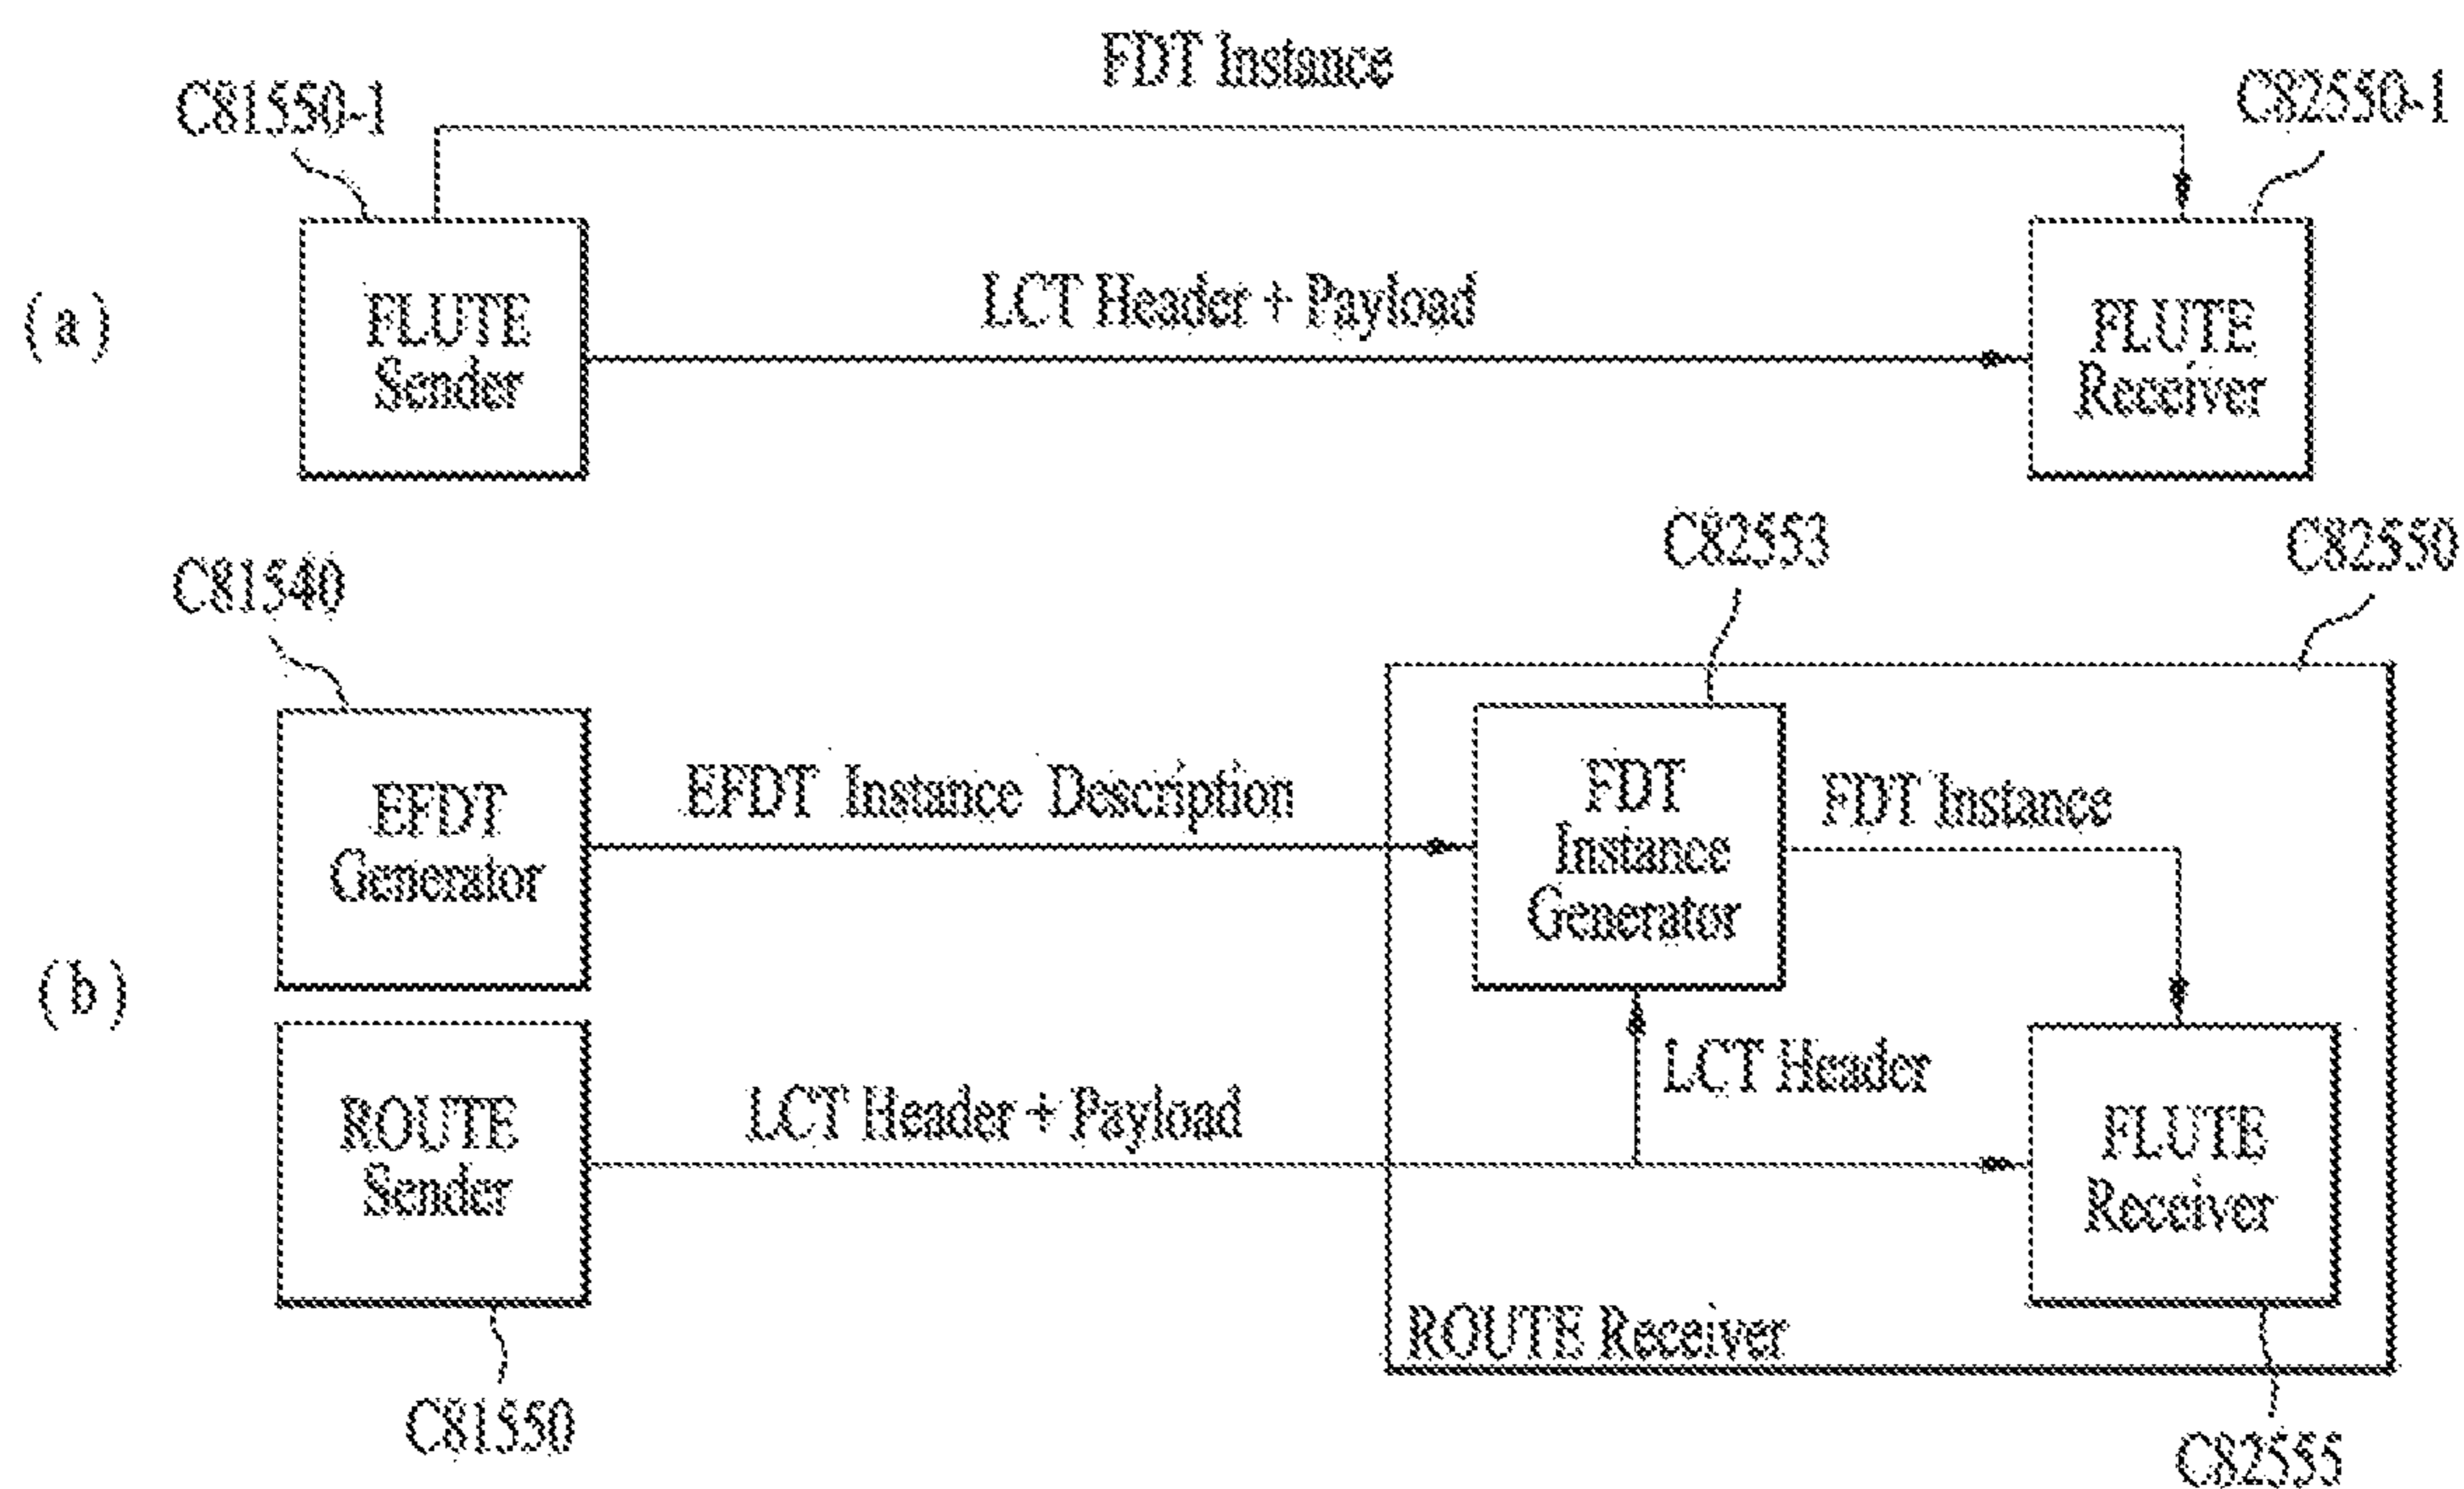 FDT Instance
C81550-1
C82550-1
(a)
FLUTE
Sender
LCT Header + Payload
FLUTE
Receiver
C81540
C82553
C82550
(b)
EFDT
Generator
EFDT Instance Description
FDT
Instance
Generator
FDT Instance
ROUTE
Sender
LCT Header + Payload
LCT Header
FLUTE
Receiver
ROUTE Receiver
C81550
C82555